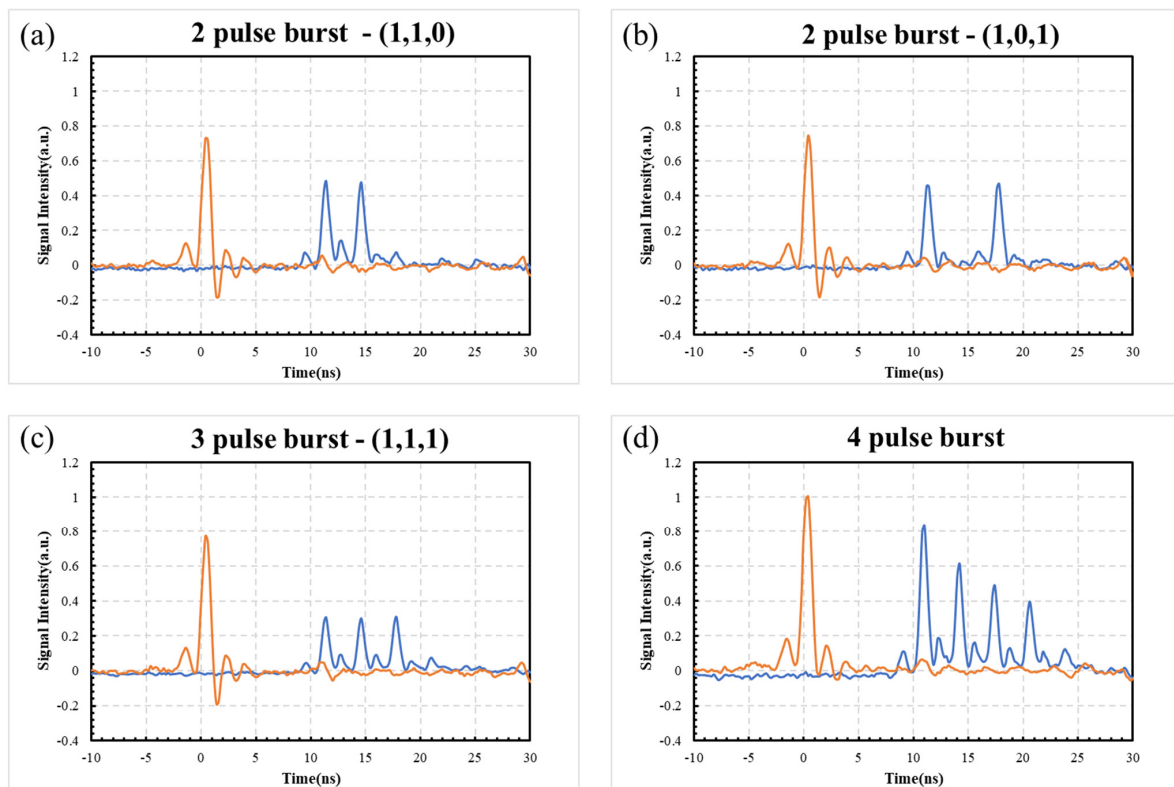 (a)
2 pulse burst - (1,1,0)
1.2
1
0.8
0.6
0.4
0.2
0
-0.2
-0.4
Signal Intensity(a.u.)
-10 -5 0 5 10 15 20 25 30
Time(ns)
(b)
2 pulse burst - (1,0,1)
1.2
1
0.8
0.6
0.4
0.2
0
-0.2
-0.4
Signal Intensity(a.u.)
-10 -5 0 5 10 15 20 25 30
Time(ns)
(c)
3 pulse burst - (1,1,1)
1.2
1
0.8
0.6
0.4
0.2
0
-0.2
-0.4
Signal Intensity(a.u.)
-10 -5 0 5 10 15 20 25 30
Time(ns)
(d)
4 pulse burst
1.2
1
0.8
0.6
0.4
0.2
0
-0.2
-0.4
Signal Intensity(a.u.)
-10 -5 0 5 10 15 20 25 30
Time(ns)